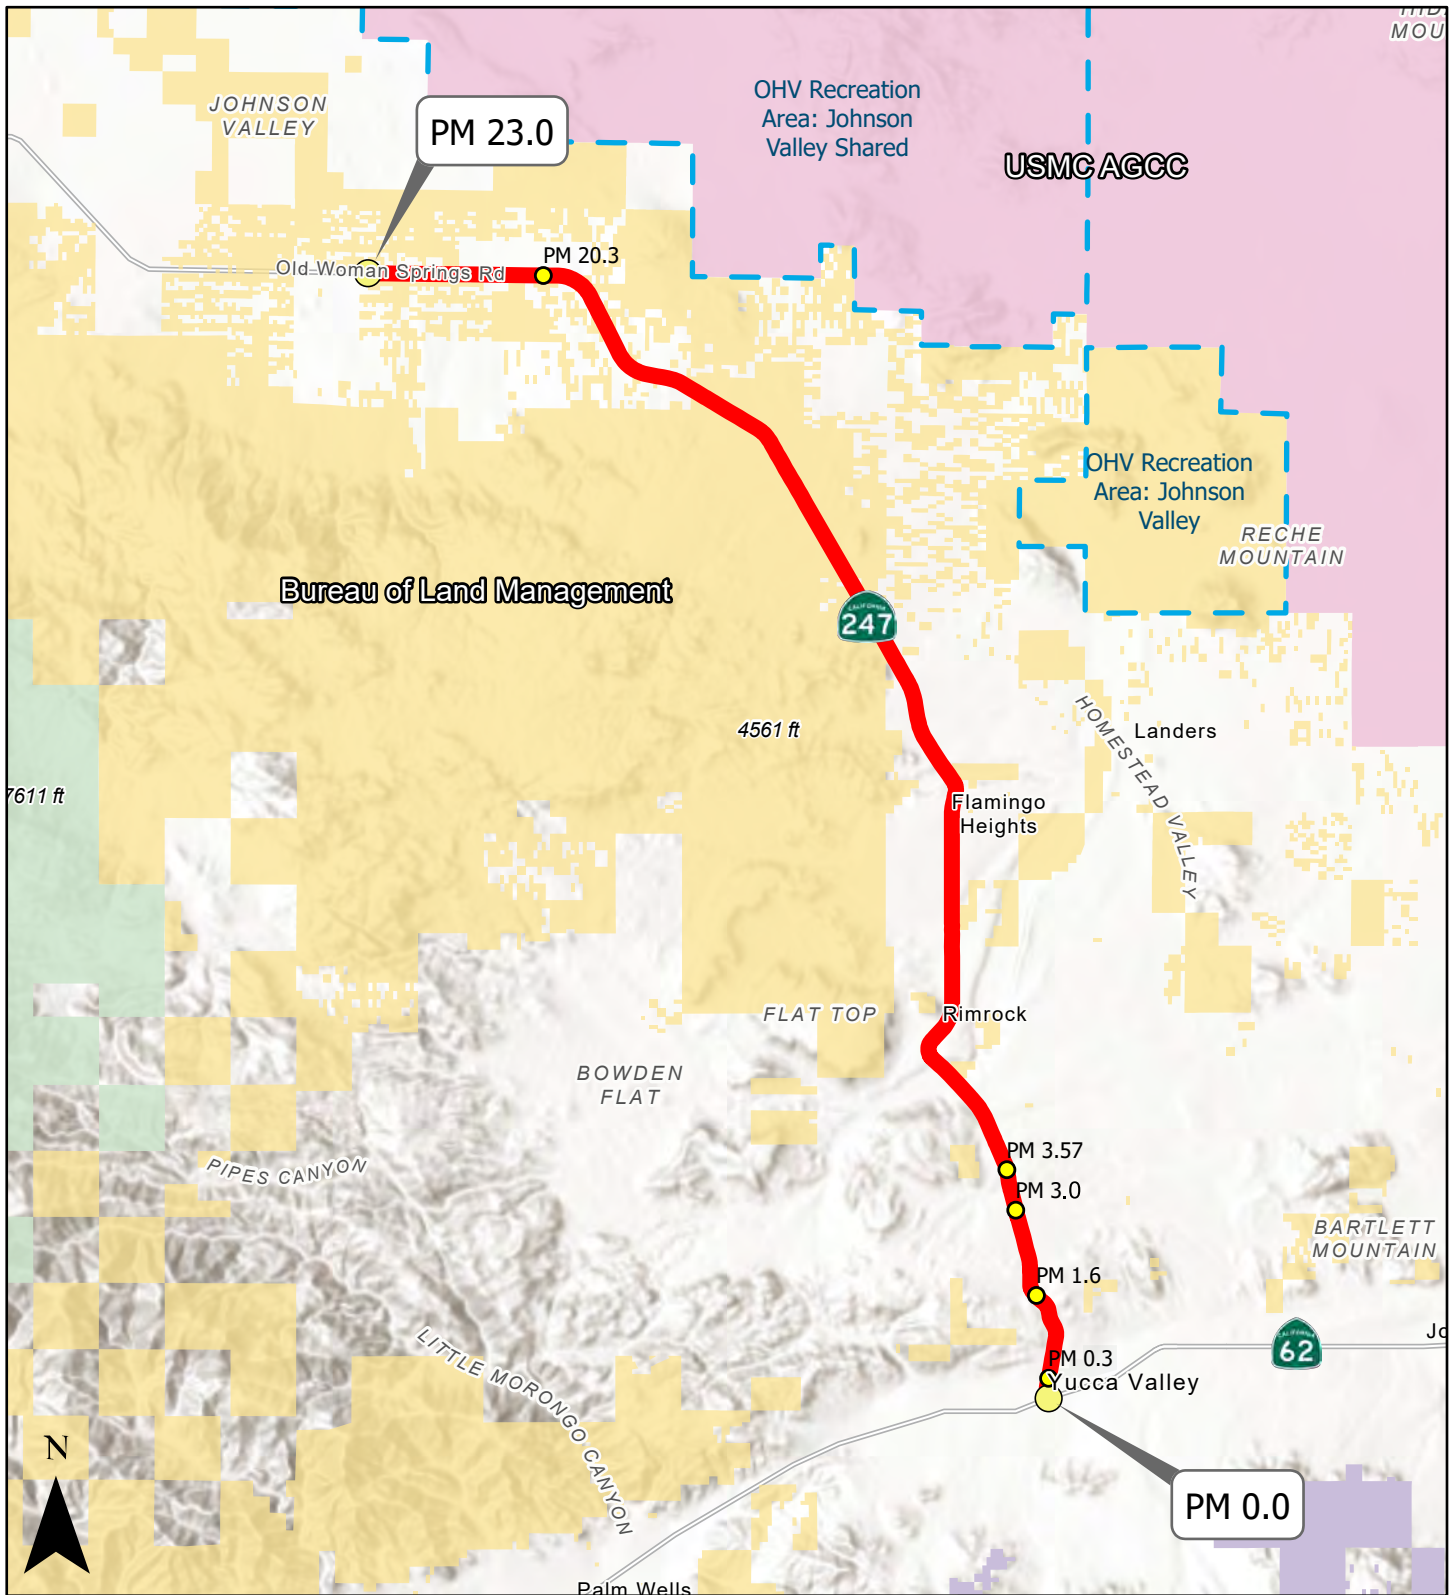 MOU
JOHNSON
VALLEY
PM 23.0
OHV Recreation
Area: Johnson
Valley Shared
USMC AGCC
PM 20.3
Old Woman Springs Rd
OHV Recreation
Area: Johnson
Valley
RECHE
MOUNTAIN
Bureau of Land Management
CALIFORNIA
247
4561 ft
HOMESTEAD VALLEY
Landers
7611 ft
Flamingo
Heights
FLAT TOP
Rimrock
BOWDEN
FLAT
PM 3.57
PIPES CANYON
PM 3.0
BARTLETT
MOUNTAIN
PM 1.6
LITTLE MORONGO CANYON
CALIFORNIA
62
Jo
PM 0.3
Yucca Valley
N
PM 0.0
Palm Wells